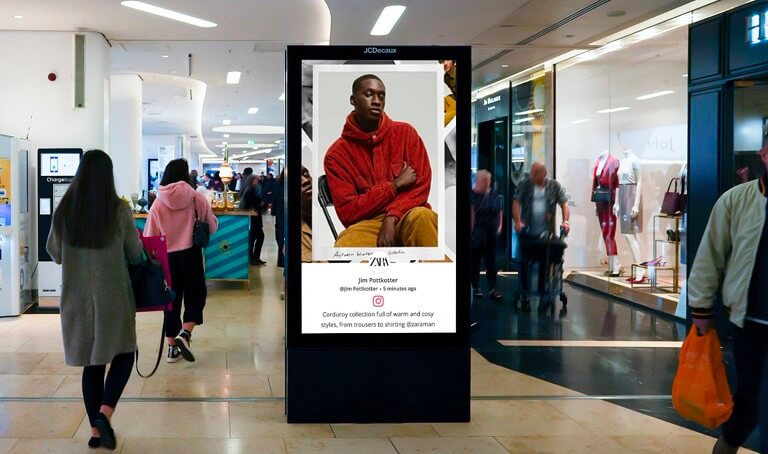 JCDecaux
Chargebox
Autumn Winter Collection
ZARA
Jim Pottkotter
@Jim Pottkotter • 5 minutes ago
Corduroy collection full of warm and cosy
styles, from trousers to shirting @zaraman
Jo Malone